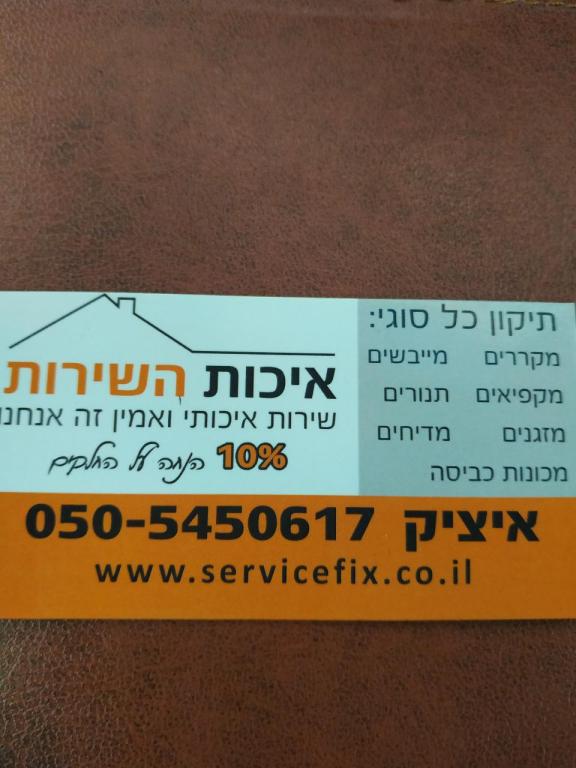 תיקון כל סוגי:
מקררים מייבשים
מקפיאים תנורים
מזגנים מדיחים
מכונות כביסה
איכות השירות
שירות איכותי ואמין זה אנחנו
10% הנחה על החלקים
איציק 050-5450617
www.servicefix.co.il